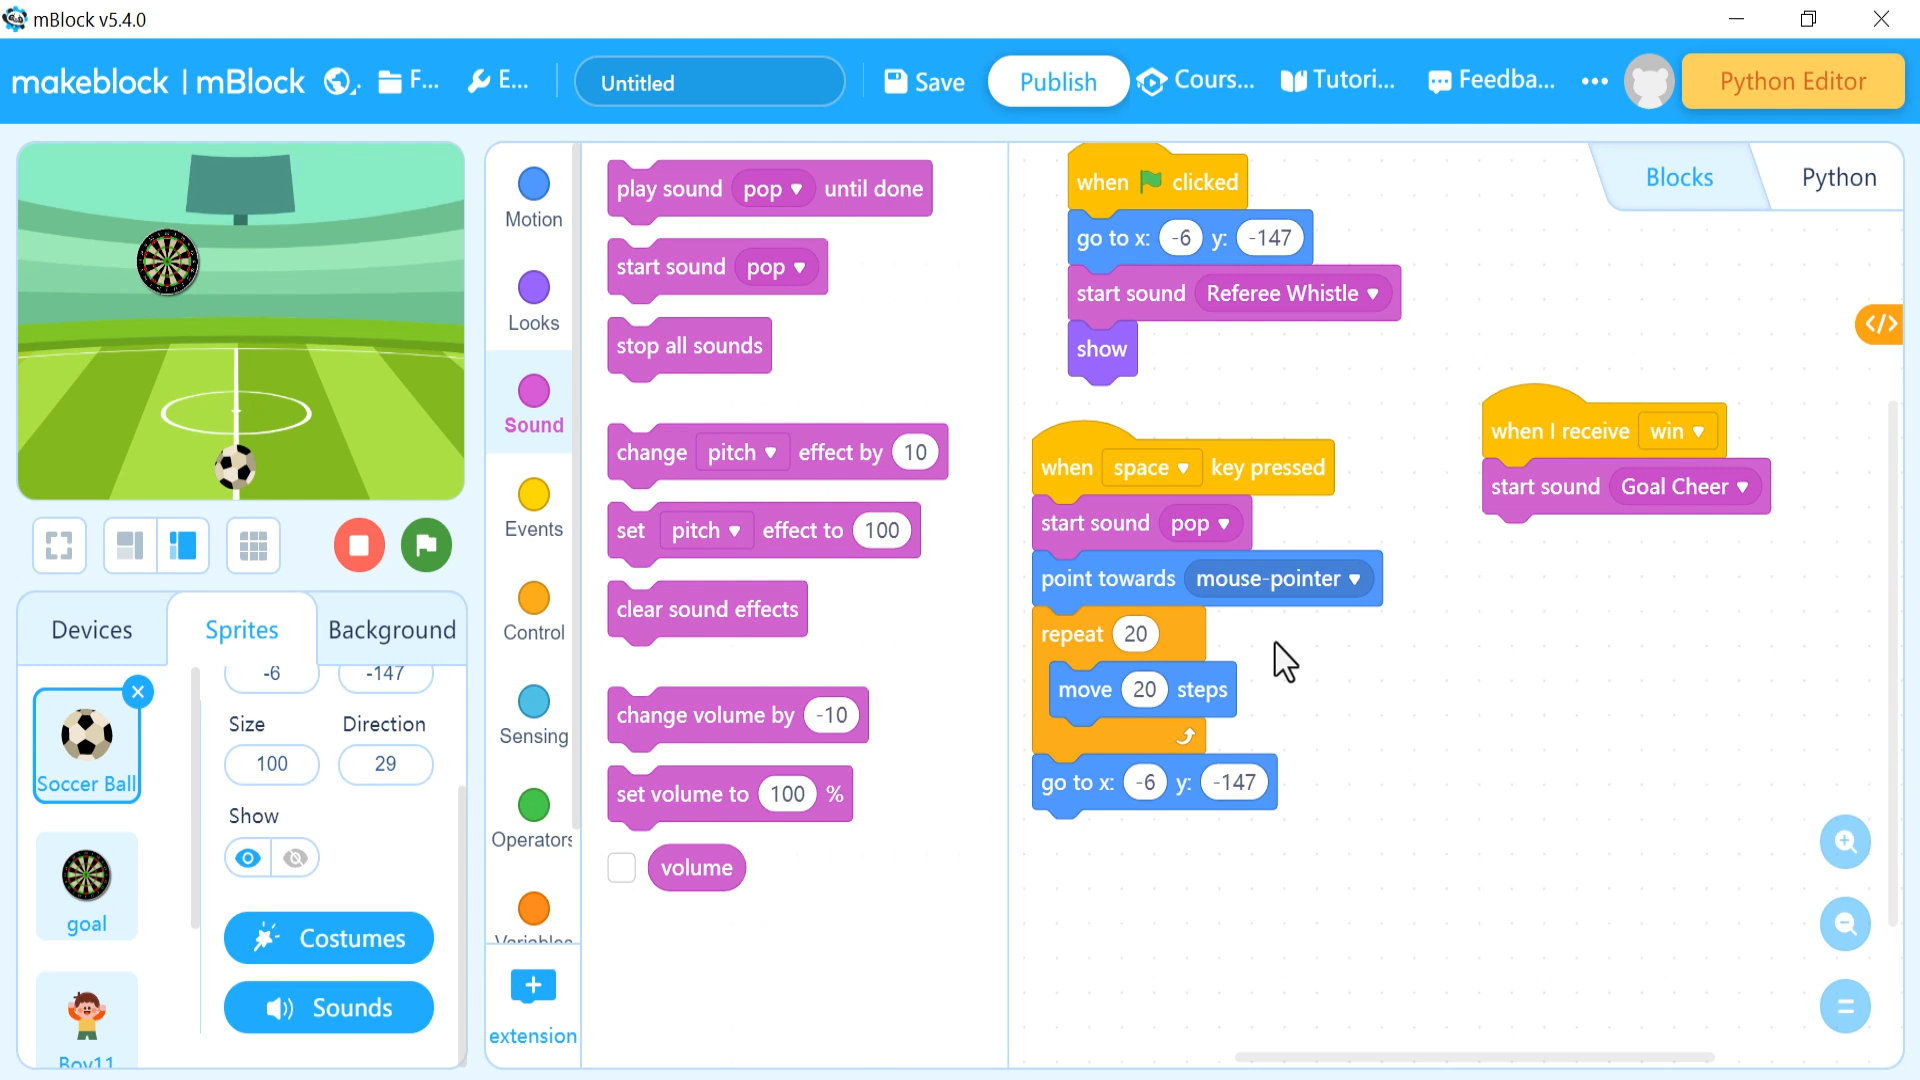 mBlock v5.4.0
makeblock | mBlock
F...
E...
Untitled
Save
Publish
Cours...
Tutori...
Feedba...
Python Editor
Devices
Sprites
Background
Soccer Ball
goal
Boy11
-6
-147
Size
Direction
100
29
Show
Costumes
Sounds
Motion
Looks
Sound
Events
Control
Sensing
Operators
Variables
extension
play sound pop until done
start sound pop
stop all sounds
change pitch effect by 10
set pitch effect to 100
clear sound effects
change volume by -10
set volume to 100 %
volume
when clicked
go to x: -6 y: -147
start sound Referee Whistle
show
when space key pressed
start sound pop
point towards mouse-pointer
repeat 20
move 20 steps
go to x: -6 y: -147
when I receive win
start sound Goal Cheer
Blocks
Python
</>